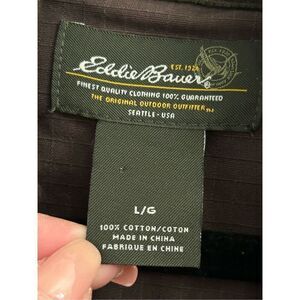 EST. 1920
Eddie Bauer
FINEST QUALITY CLOTHING 100% GUARANTEED
THE ORIGINAL OUTDOOR OUTFITTER™
SEATTLE - USA
L/G
100% COTTON/COTON
MADE IN CHINA
FABRIQUE EN CHINE